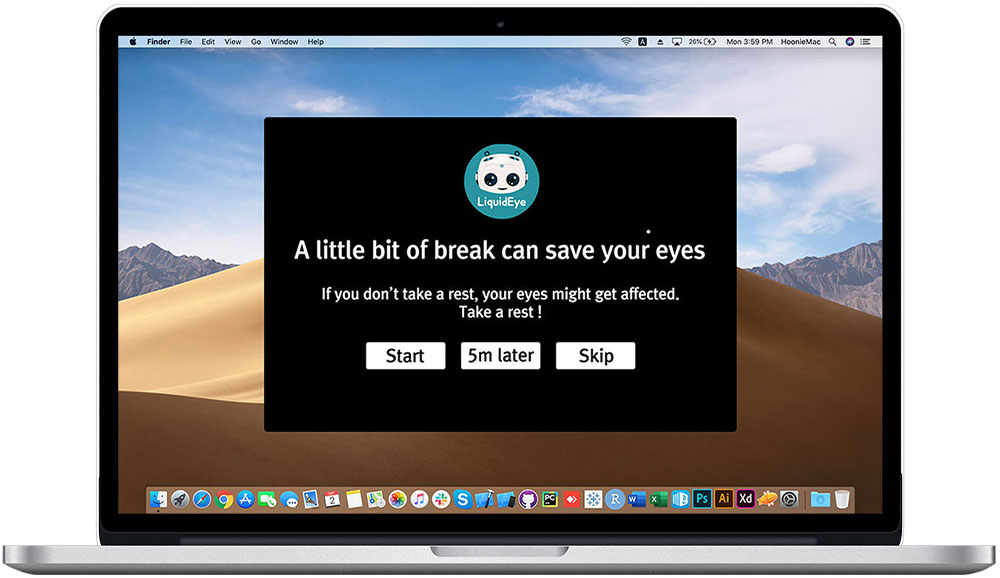 Finder File Edit View Go Window Help
A 26% Mon 3:59 PM HoonieMac
LiquidEye
A little bit of break can save your eyes
If you don't take a rest, your eyes might get affected.
Take a rest !
Start 5m later Skip
2 S PC R W X Ps Ai Xd